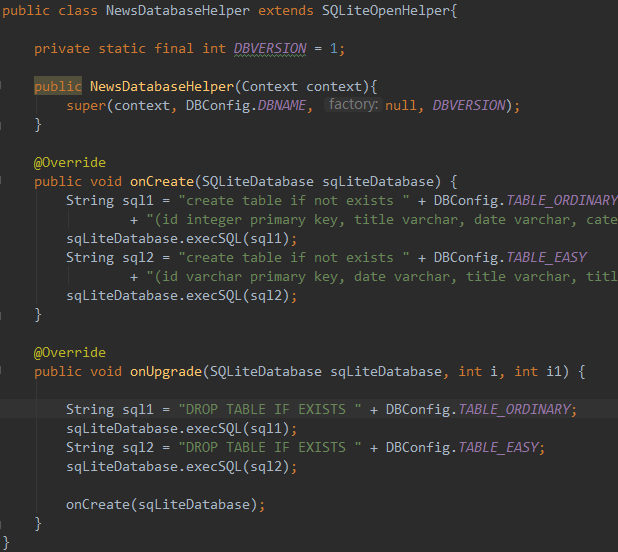 public class NewsDatabaseHelper extends SQLiteOpenHelper{
private static final int DBVERSION = 1;
public NewsDatabaseHelper(Context context){
super(context, DBConfig.DBNAME, factory: null, DBVERSION);
}
@Override
public void onCreate(SQLiteDatabase sqLiteDatabase) {
String sql1 = "create table if not exists " + DBConfig.TABLE_ORDINARY
+ "(id integer primary key, title varchar, date varchar, cate
sqLiteDatabase.execSQL(sql1);
String sql2 = "create table if not exists " + DBConfig.TABLE_EASY
+ "(id varchar primary key, date varchar, title varchar, titl
sqLiteDatabase.execSQL(sql2);
}
@Override
public void onUpgrade(SQLiteDatabase sqLiteDatabase, int i, int i1) {
String sql1 = "DROP TABLE IF EXISTS " + DBConfig.TABLE_ORDINARY;
sqLiteDatabase.execSQL(sql1);
String sql2 = "DROP TABLE IF EXISTS " + DBConfig.TABLE_EASY;
sqLiteDatabase.execSQL(sql2);
onCreate(sqLiteDatabase);
}
}